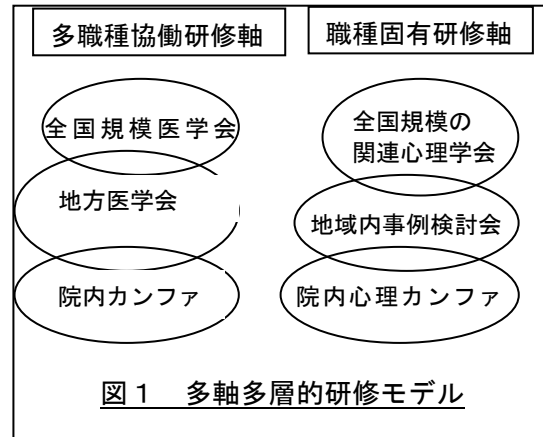 多職種協働研修軸
職種固有研修軸
全国規模医学会
地方医学会
院内カンファ
全国規模の
関連心理学会
地域内事例検討会
院内心理カンファ
図１　多軸多層的研修モデル